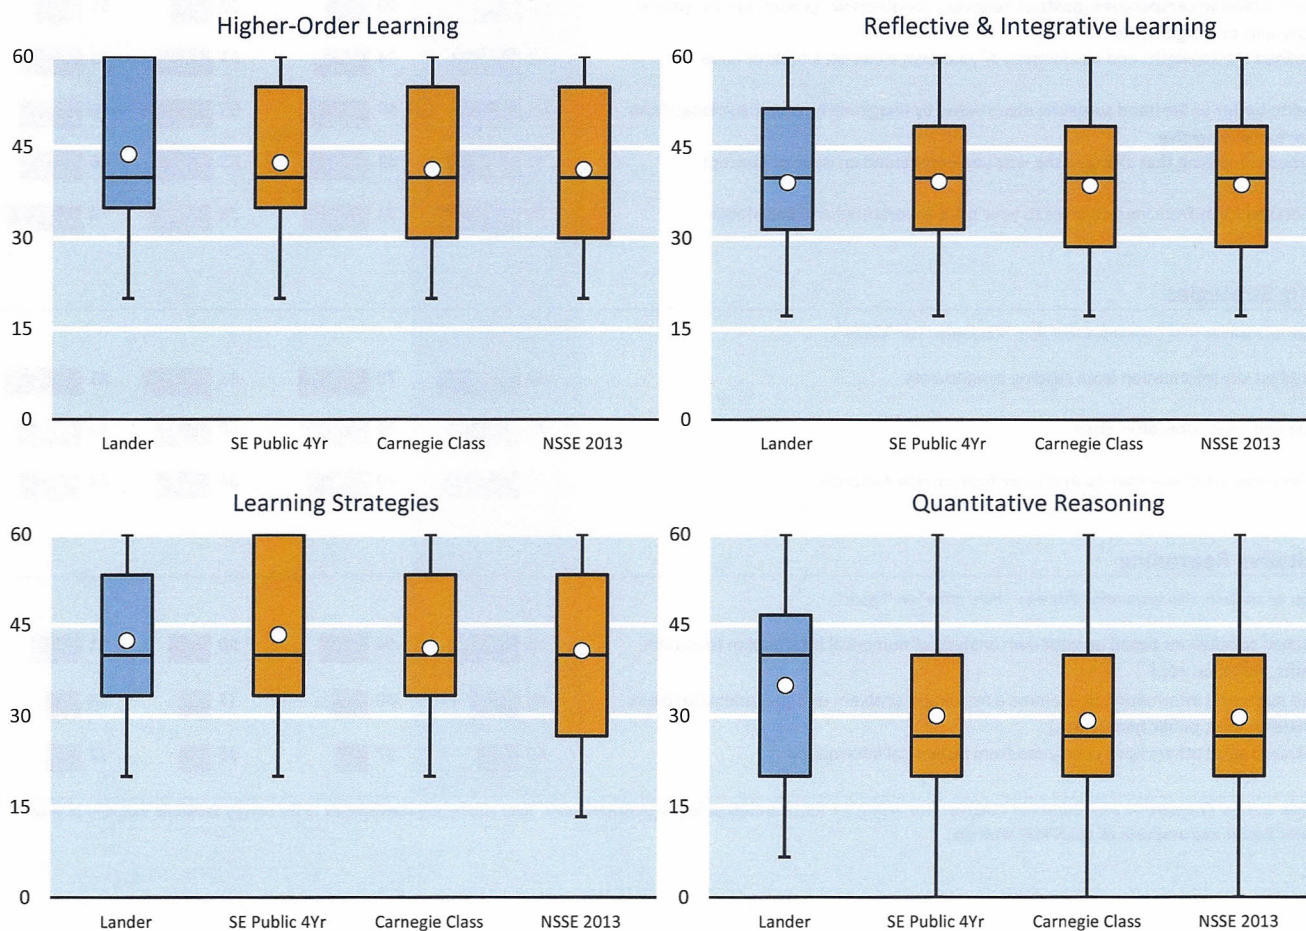 Higher-Order Learning
60
45
30
15
0
Lander SE Public 4Yr Carnegie Class NSSE 2013
Reflective & Integrative Learning
60
45
30
15
0
Lander SE Public 4Yr Carnegie Class NSSE 2013
Learning Strategies
60
45
30
15
0
Lander SE Public 4Yr Carnegie Class NSSE 2013
Quantitative Reasoning
60
45
30
15
0
Lander SE Public 4Yr Carnegie Class NSSE 2013